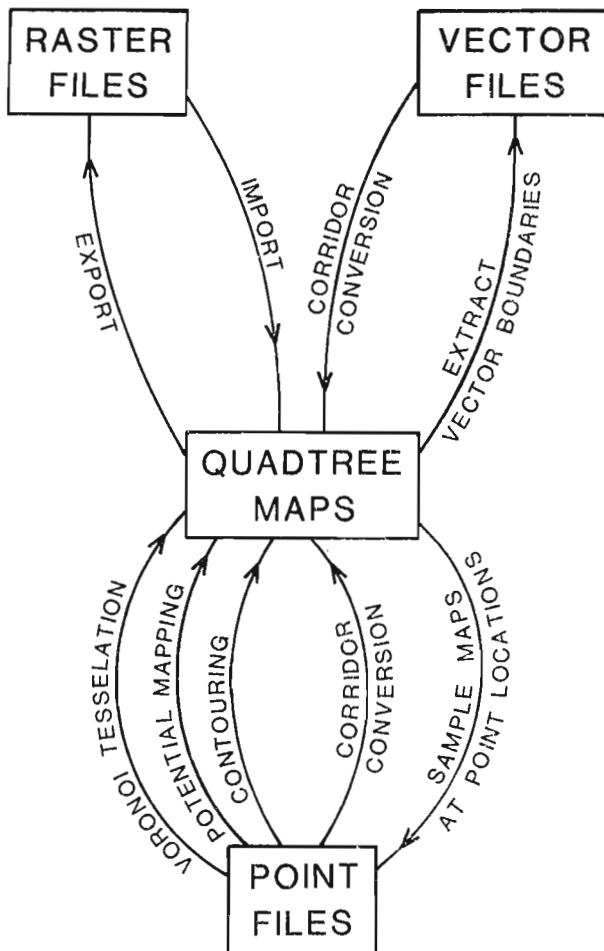 RASTER
FILES
VECTOR
FILES
EXPORT
IMPORT
CORRIDOR
CONVERSION
EXTRACT
VECTOR BOUNDARIES
QUADTREE
MAPS
VORONOI TESSELATION
POTENTIAL MAPPING
CONTOURING
CORRIDOR
CONVERSION
SAMPLE MAPS
AT POINT LOCATIONS
POINT
FILES